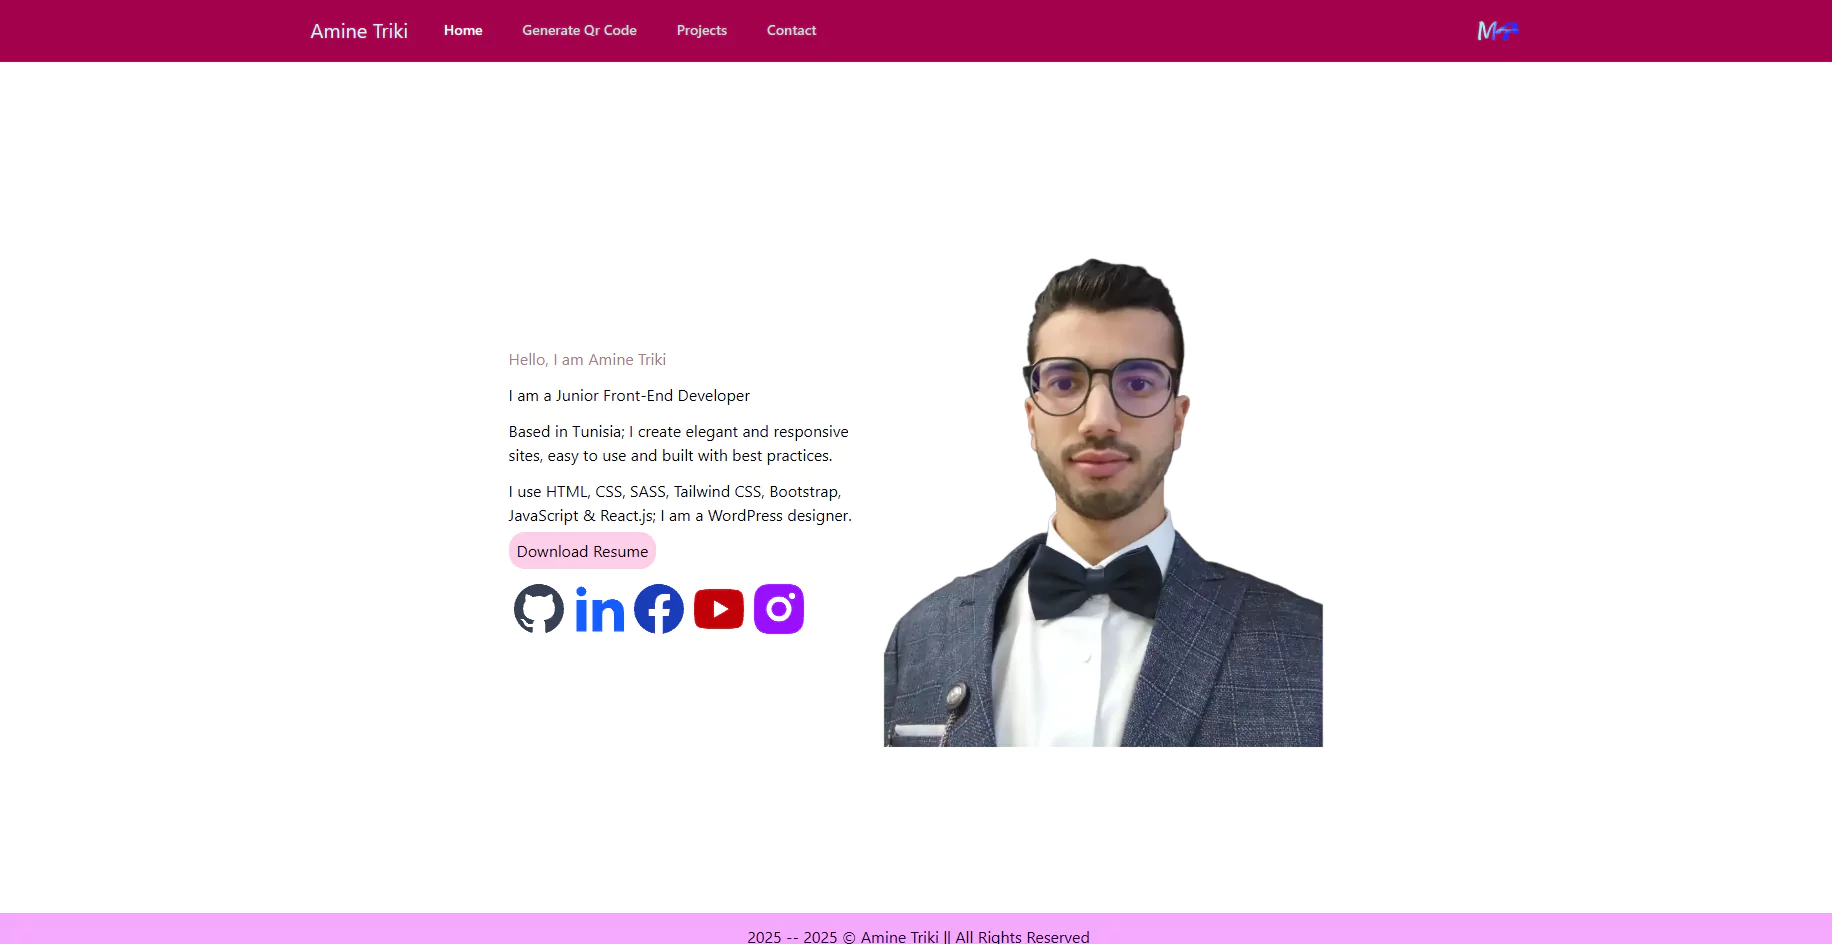 Amine Triki
Home
Generate Qr Code
Projects
Contact
Hello, I am Amine Triki
I am a Junior Front-End Developer
Based in Tunisia; I create elegant and responsive
sites, easy to use and built with best practices.
I use HTML, CSS, SASS, Tailwind CSS, Bootstrap,
JavaScript & React.js; I am a WordPress designer.
Download Resume
in
2025 -- 2025 © Amine Triki || All Rights Reserved